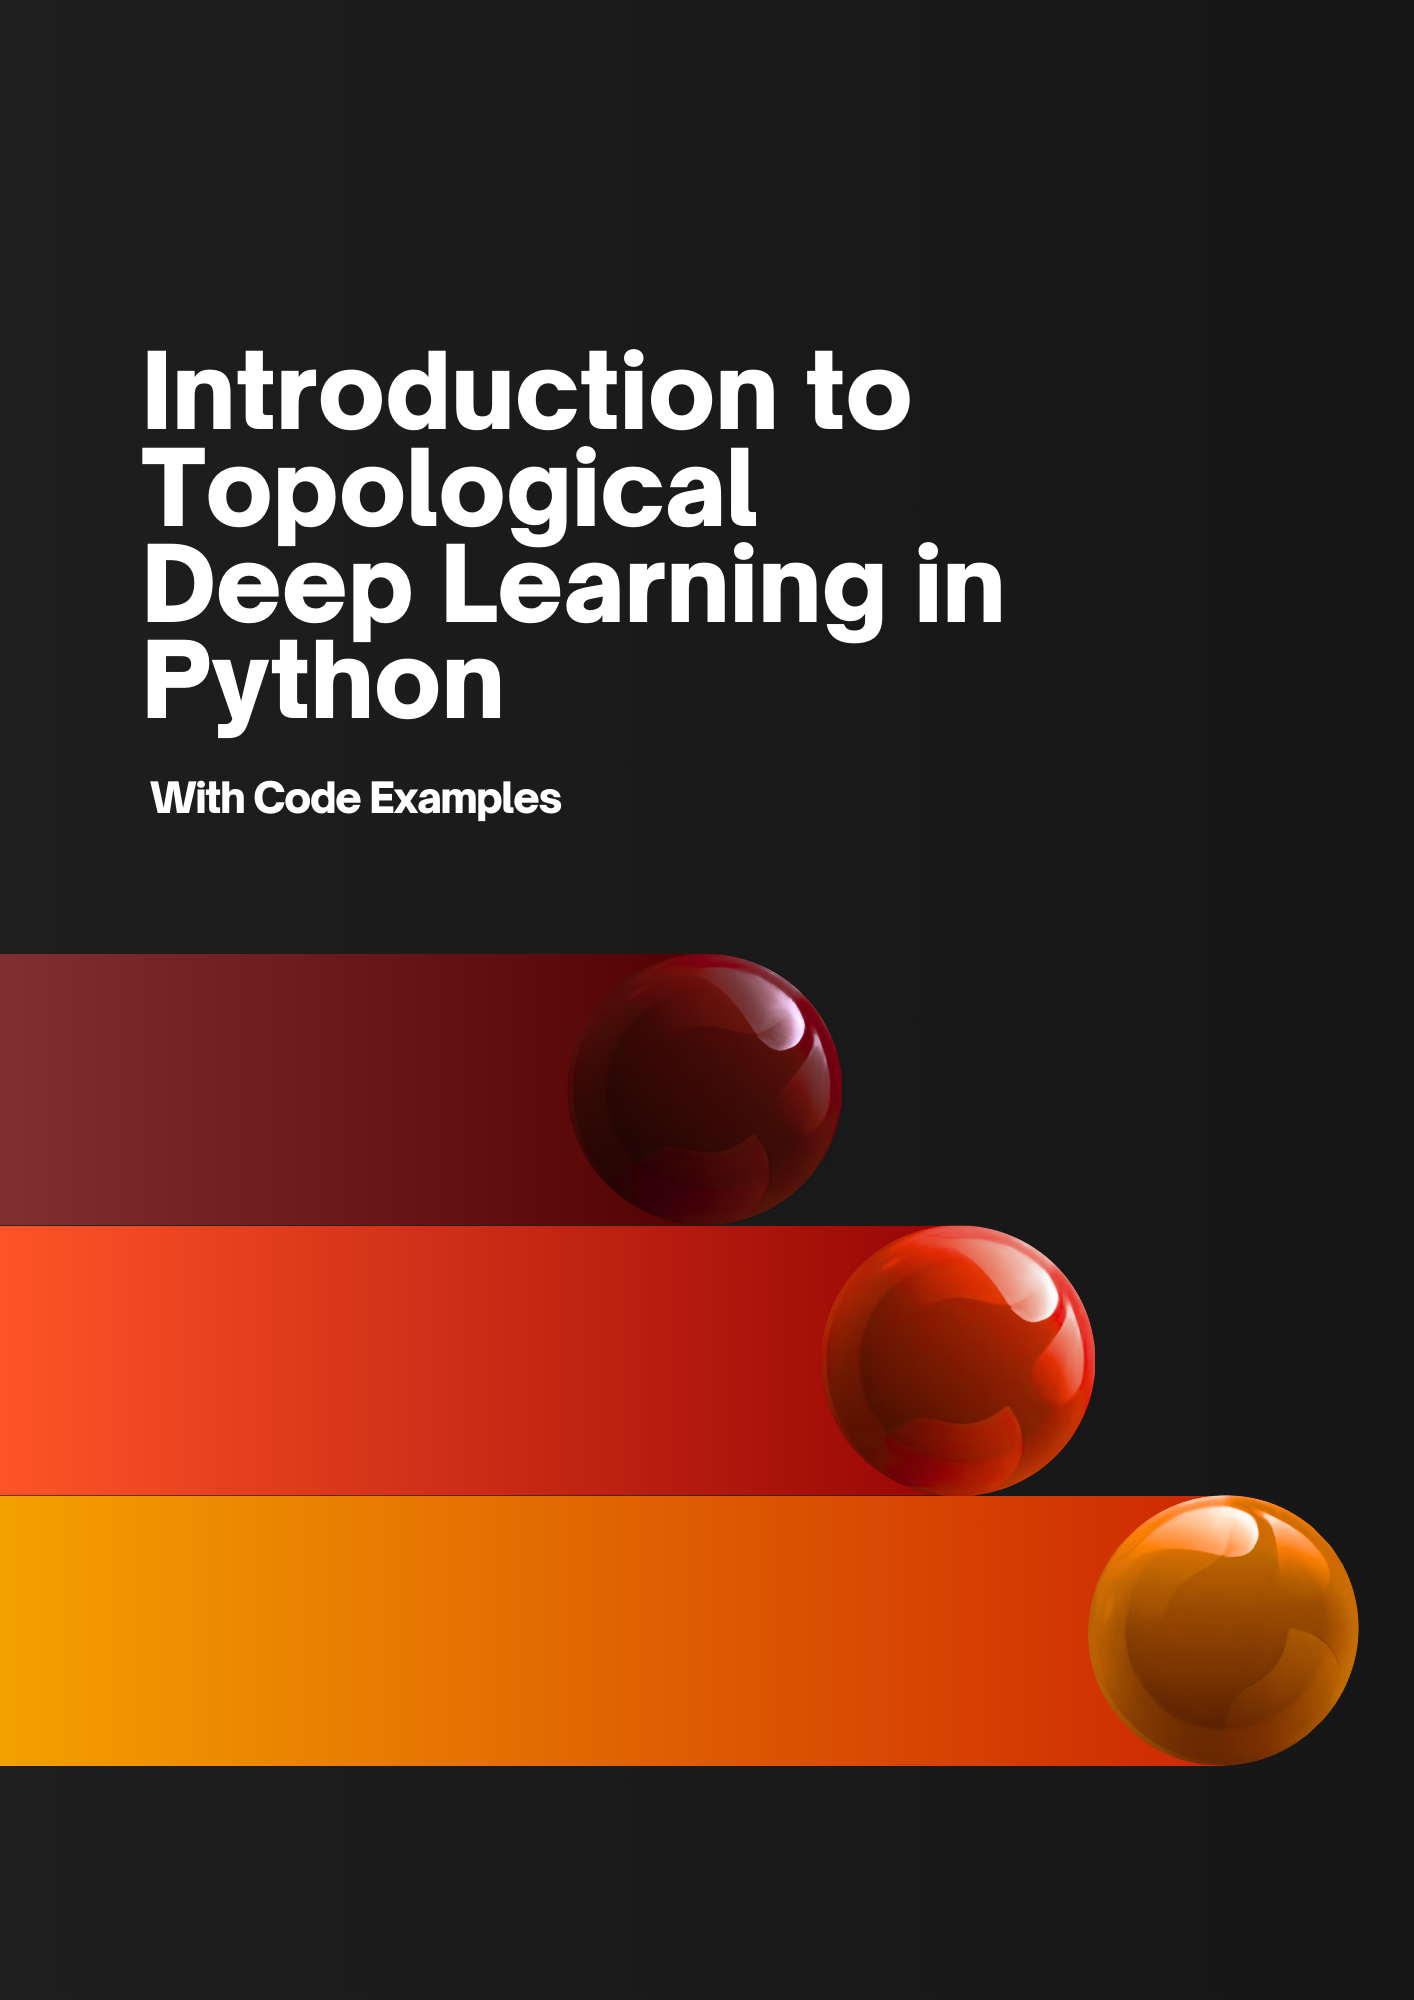 Introduction to
Topological
Deep Learning in
Python
With Code Examples